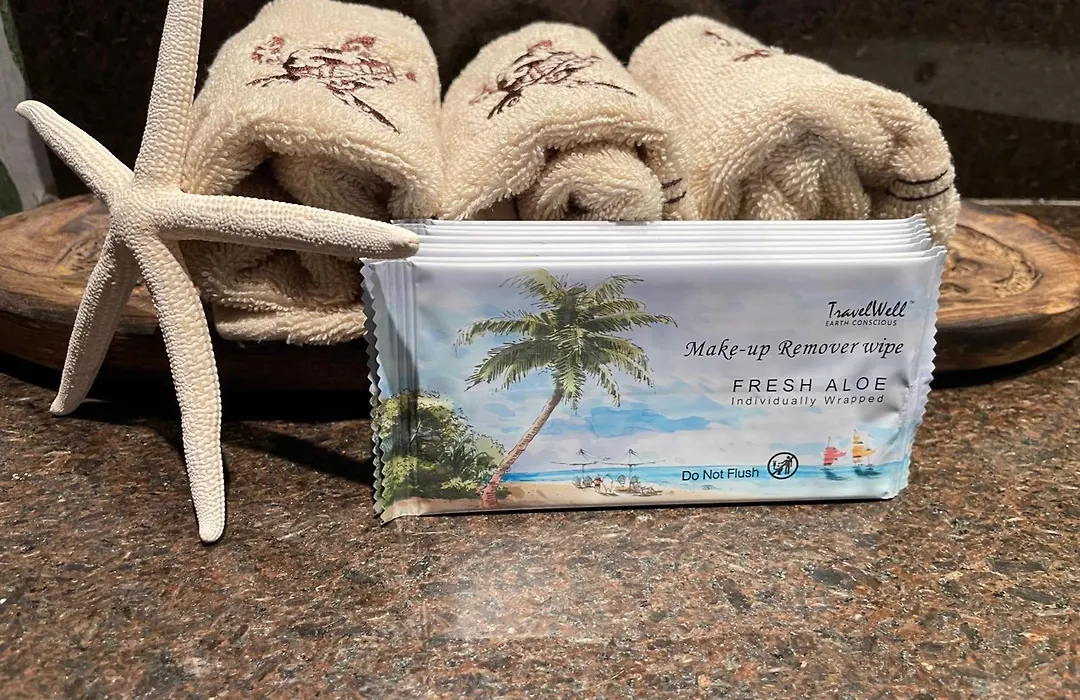 TravelWell™
EARTH CONSCIOUS
Make-up Remover wipe
FRESH ALOE
Individually Wrapped
Do Not Flush